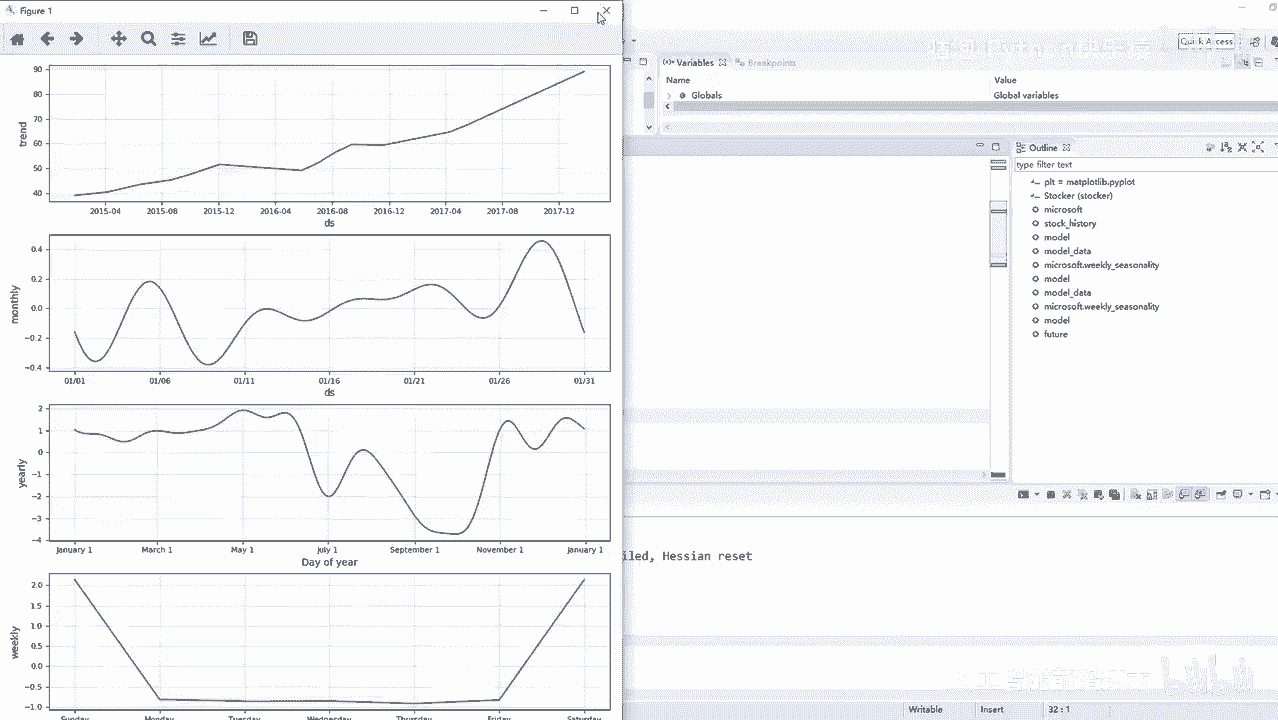 Figure 1
90
80
70
60
50
40
trend
2015-04 2015-08 2015-12 2016-04 2016-08 2016-12 2017-04 2017-08 2017-12
ds
0.4
0.2
0.0
−0.2
−0.4
monthly
01/01 01/06 01/11 01/16 01/21 01/26 01/31
ds
2
1
0
−1
−2
−3
−4
yearly
January 1 March 1 May 1 July 1 September 1 November 1 January 1
Day of year
2.0
1.5
1.0
0.5
0.0
−0.5
−1.0
weekly
Sunday Monday Tuesday Wednesday Thursday Friday Saturday
Quick Access
(x)= Variables Breakpoints
Name Value
Globals Global variables
Outline
type filter text
plt = matplotlib.pyplot
Stocker (stocker)
microsoft
stock_history
model
model_data
microsoft.weekly_seasonality
model
model_data
microsoft.weekly_seasonality
model
future
iled, Hessian reset
Writable Insert 32 : 1